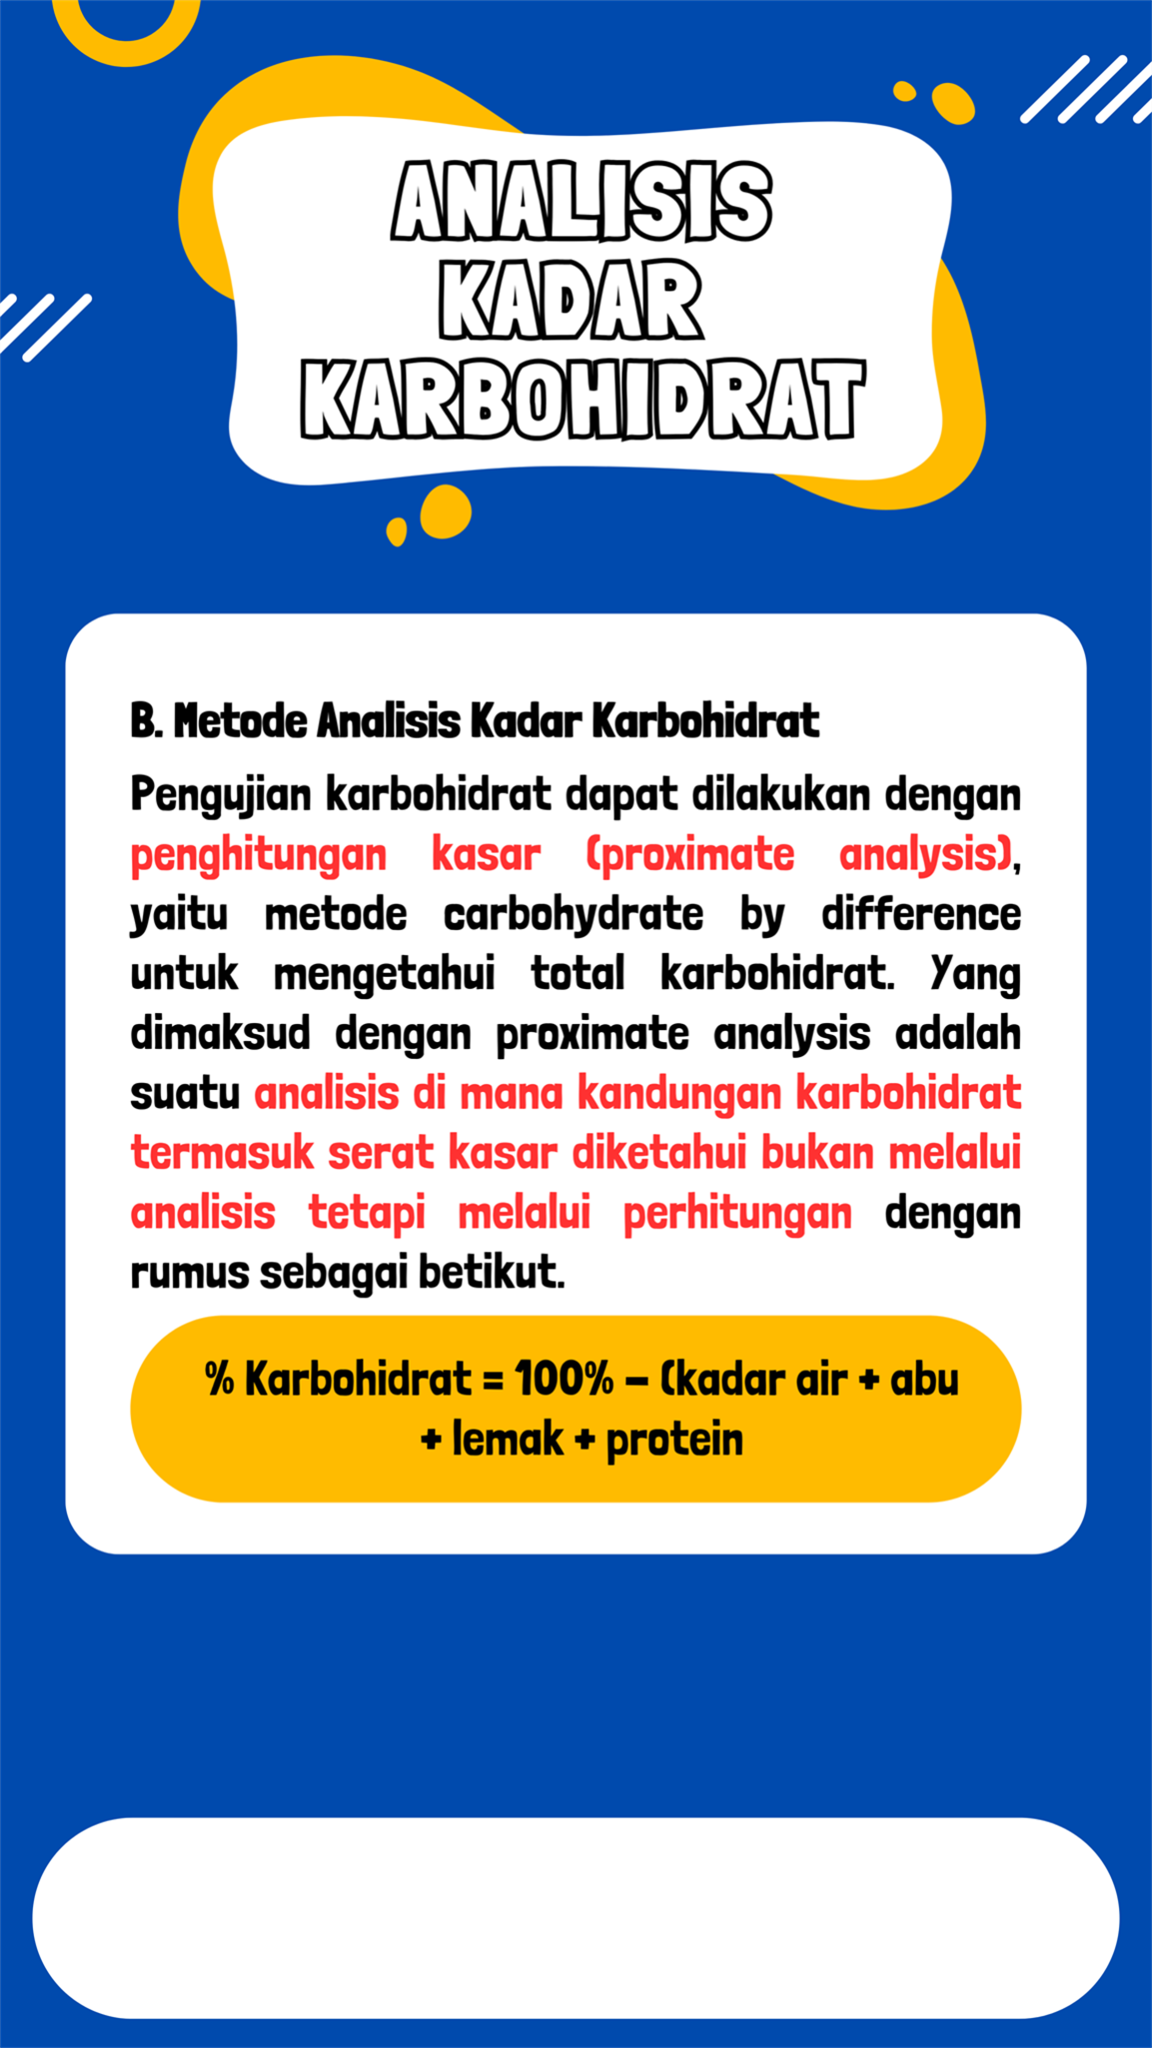 ANALISIS
KADAR
KARBOHIDRAT
B. Metode Analisis Kadar Karbohidrat
Pengujian karbohidrat dapat dilakukan dengan
penghitungan kasar (proximate analysis),
yaitu metode carbohydrate by difference
untuk mengetahui total karbohidrat. Yang
dimaksud dengan proximate analysis adalah
suatu analisis di mana kandungan karbohidrat
termasuk serat kasar diketahui bukan melalui
analisis tetapi melalui perhitungan dengan
rumus sebagai betikut.
% Karbohidrat = 100% – (kadar air + abu
+ lemak + protein